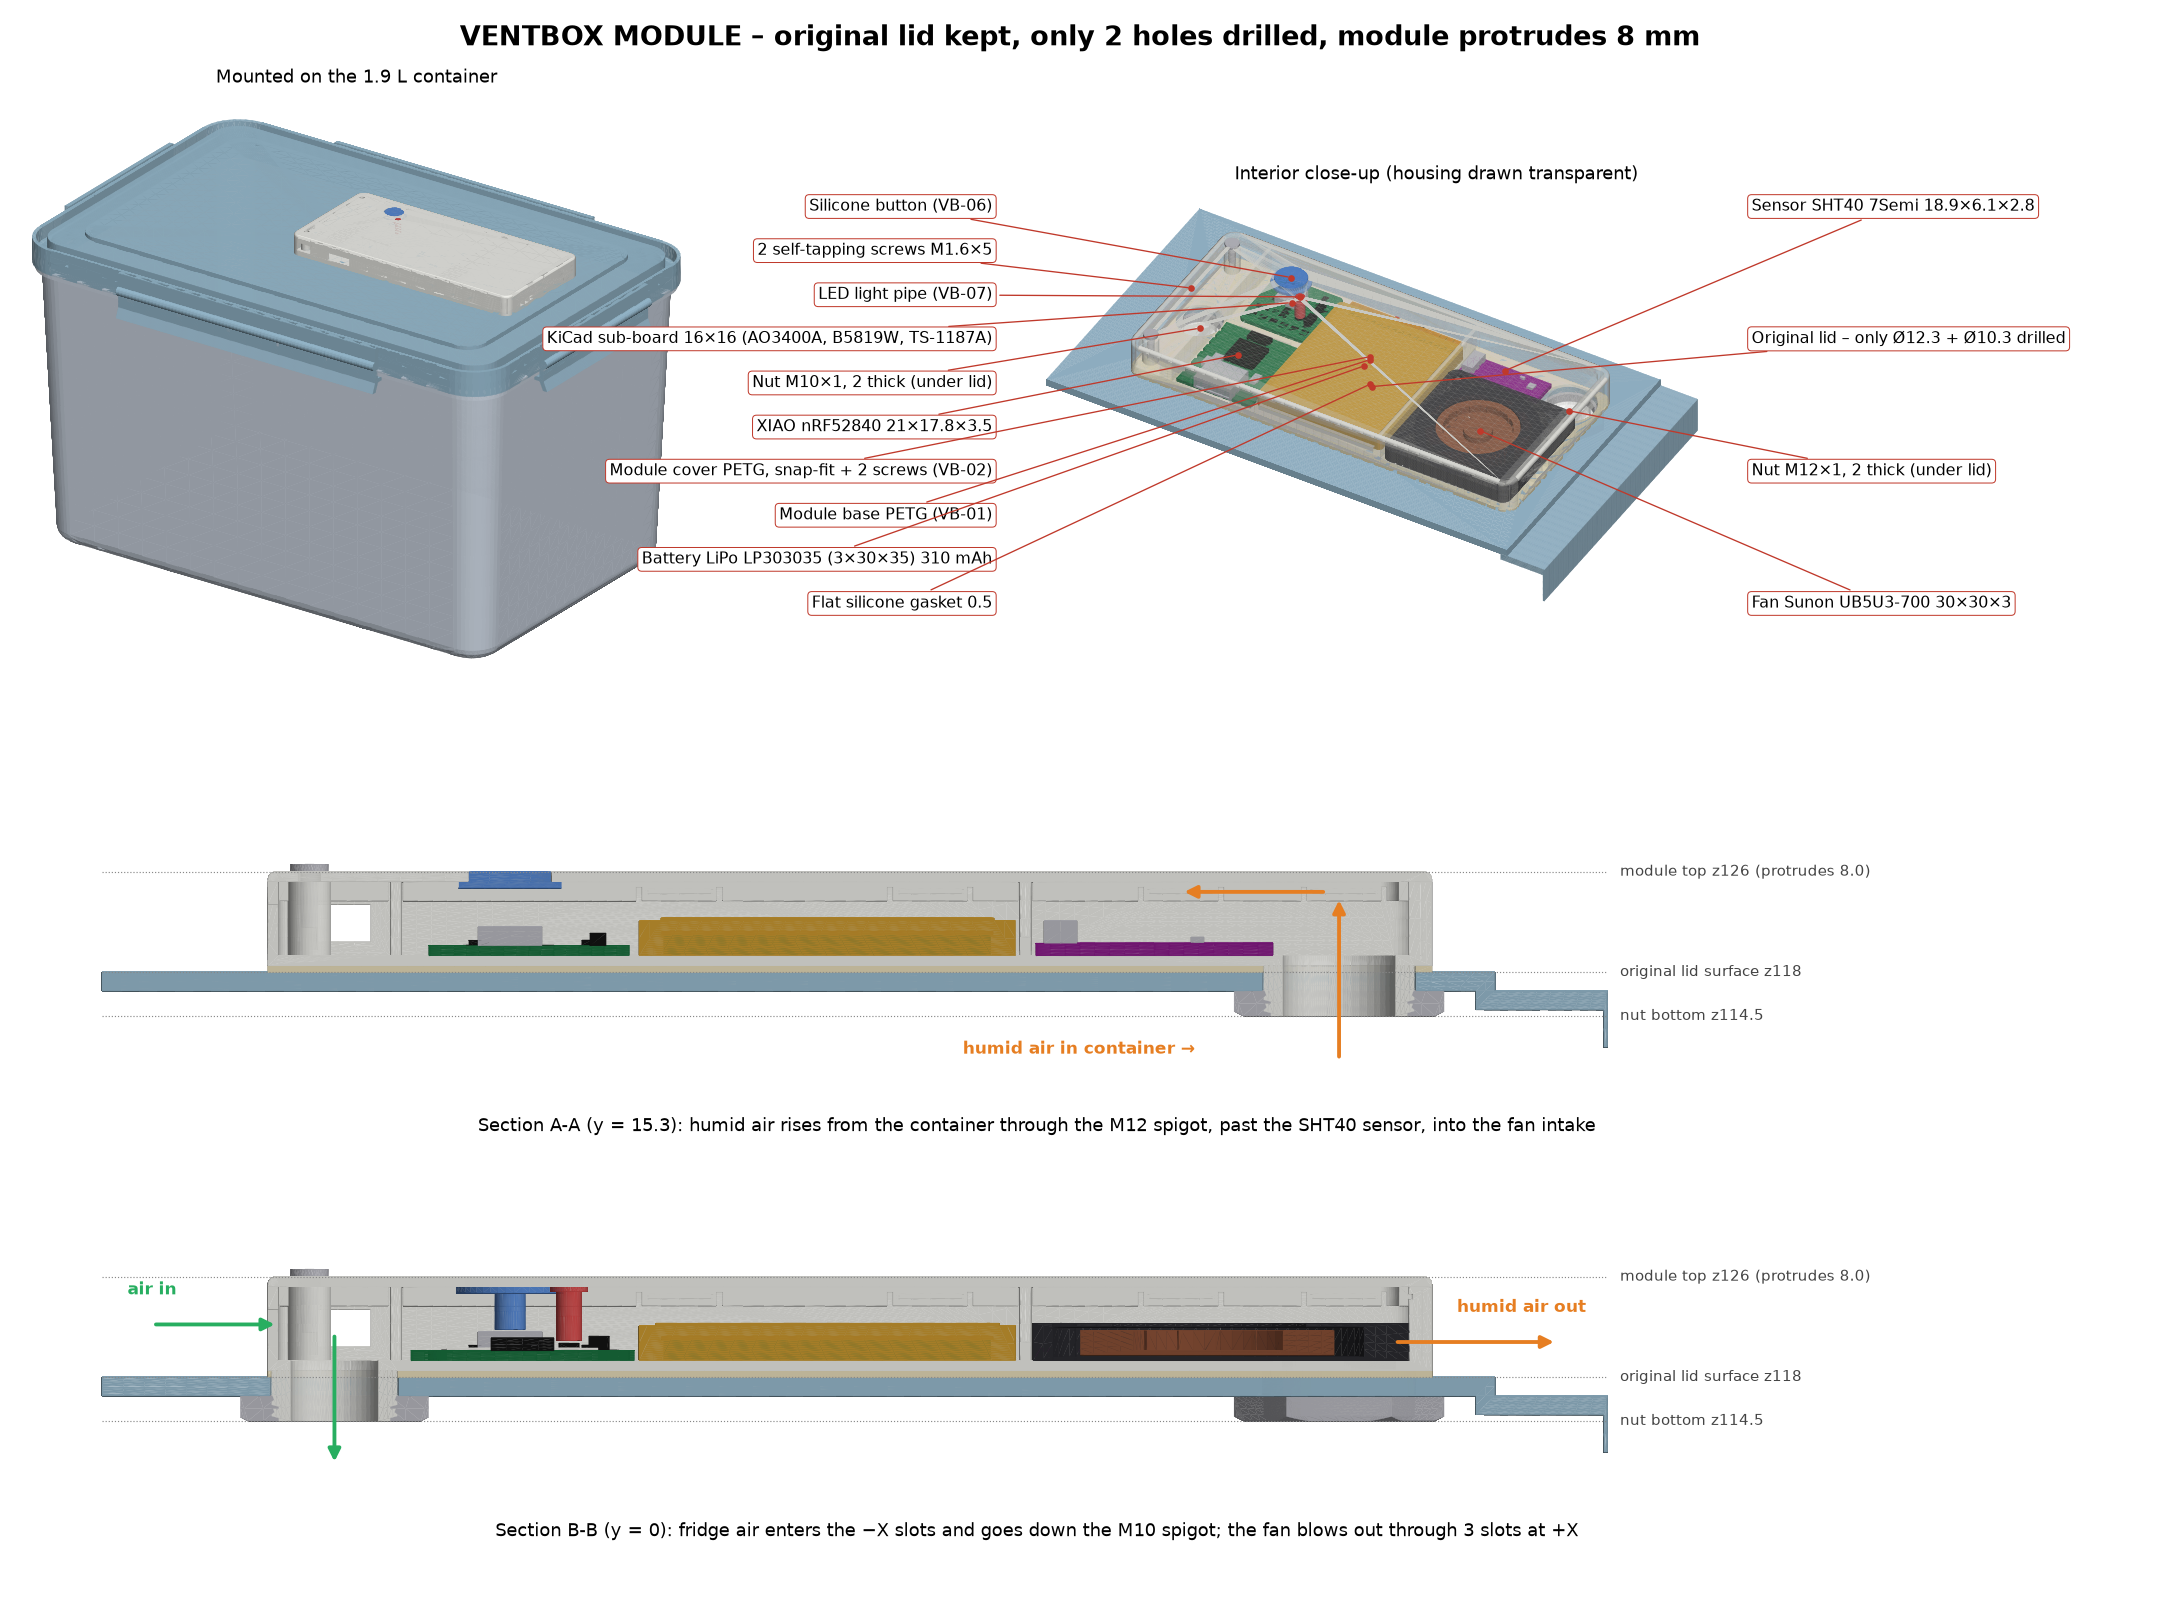 VENTBOX MODULE – original lid kept, only 2 holes drilled, module protrudes 8 mm
Mounted on the 1.9 L container
Interior close-up (housing drawn transparent)
Silicone button (VB-06)
2 self-tapping screws M1.6×5
LED light pipe (VB-07)
KiCad sub-board 16×16 (AO3400A, B5819W, TS-1187A)
Nut M10×1, 2 thick (under lid)
XIAO nRF52840 21×17.8×3.5
Module cover PETG, snap-fit + 2 screws (VB-02)
Module base PETG (VB-01)
Battery LiPo LP303035 (3×30×35) 310 mAh
Flat silicone gasket 0.5
Sensor SHT40 7Semi 18.9×6.1×2.8
Original lid – only Ø12.3 + Ø10.3 drilled
Nut M12×1, 2 thick (under lid)
Fan Sunon UB5U3-700 30×30×3
module top z126 (protrudes 8.0)
original lid surface z118
nut bottom z114.5
humid air in container →
Section A-A (y = 15.3): humid air rises from the container through the M12 spigot, past the SHT40 sensor, into the fan intake
air in
module top z126 (protrudes 8.0)
humid air out
original lid surface z118
nut bottom z114.5
Section B-B (y = 0): fridge air enters the −X slots and goes down the M10 spigot; the fan blows out through 3 slots at +X